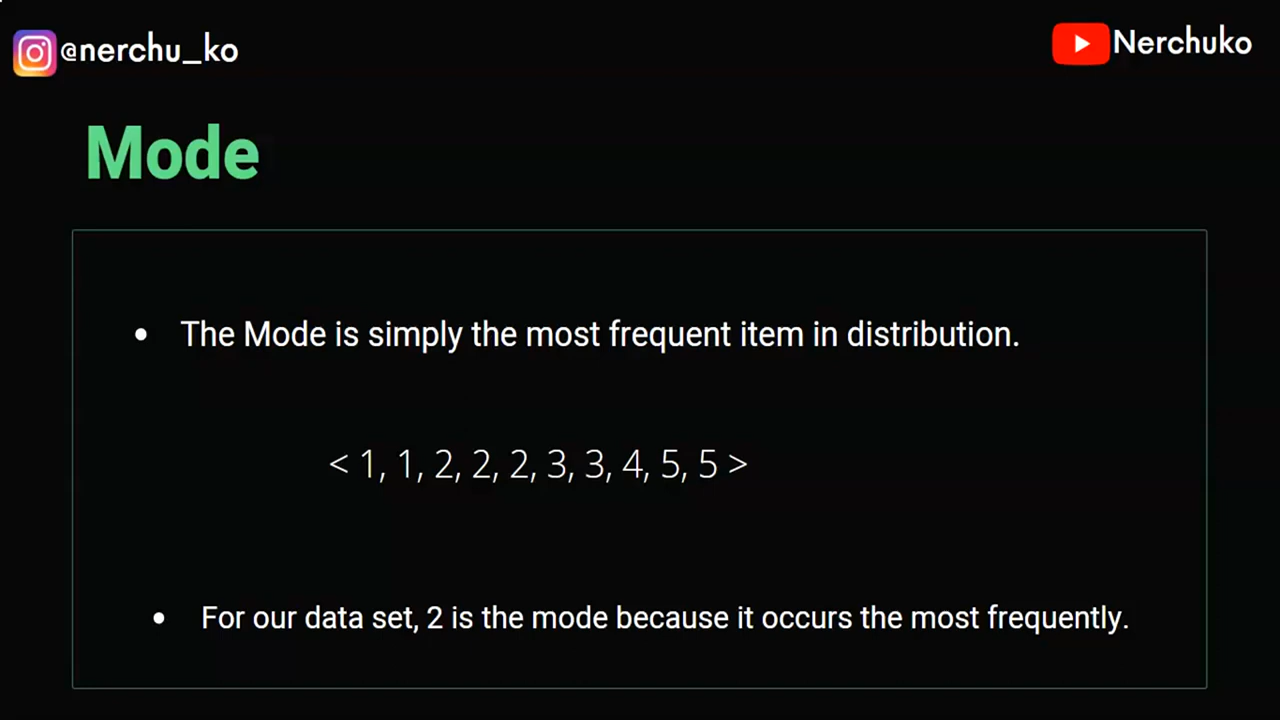 @nerchu_ko
Nerchuko
Mode
• The Mode is simply the most frequent item in distribution.
< 1, 1, 2, 2, 2, 3, 3, 4, 5, 5 >
• For our data set, 2 is the mode because it occurs the most frequently.